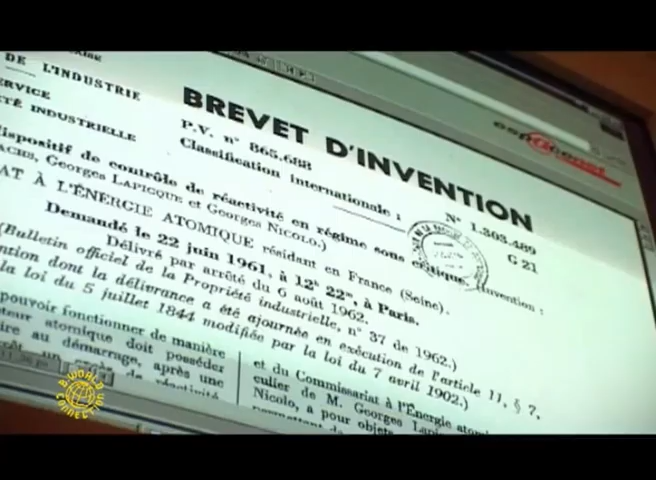 DE L'INDUSTRIE
BREVET D'INVENTION
P.V. n° 865.688
N° 1.303.489
Classification internationale :
G 21
Dispositif de contrôle de réactivité en régime sous critique.
Georges LAPICQUE et Georges NICOLO.)
À L'ÉNERGIE ATOMIQUE résidant en France (Seine).
Demandé le 22 juin 1961, à 12h 22m, à Paris.
Délivré par arrêté du 6 août 1962.
(Bulletin officiel de la Propriété industrielle, n° 37 de 1962.)
dont la délivrance a été ajournée en exécution de l'article 11, § 7,
la loi du 5 juillet 1844 modifiée par la loi du 7 avril 1902.)
pouvoir fonctionner de manière
atomique doit posséder
au démarrage, après une
et du Commissariat à l'Énergie
de M. Georges
Nicolo, a pour objet
B.WORLD
CONNECTION